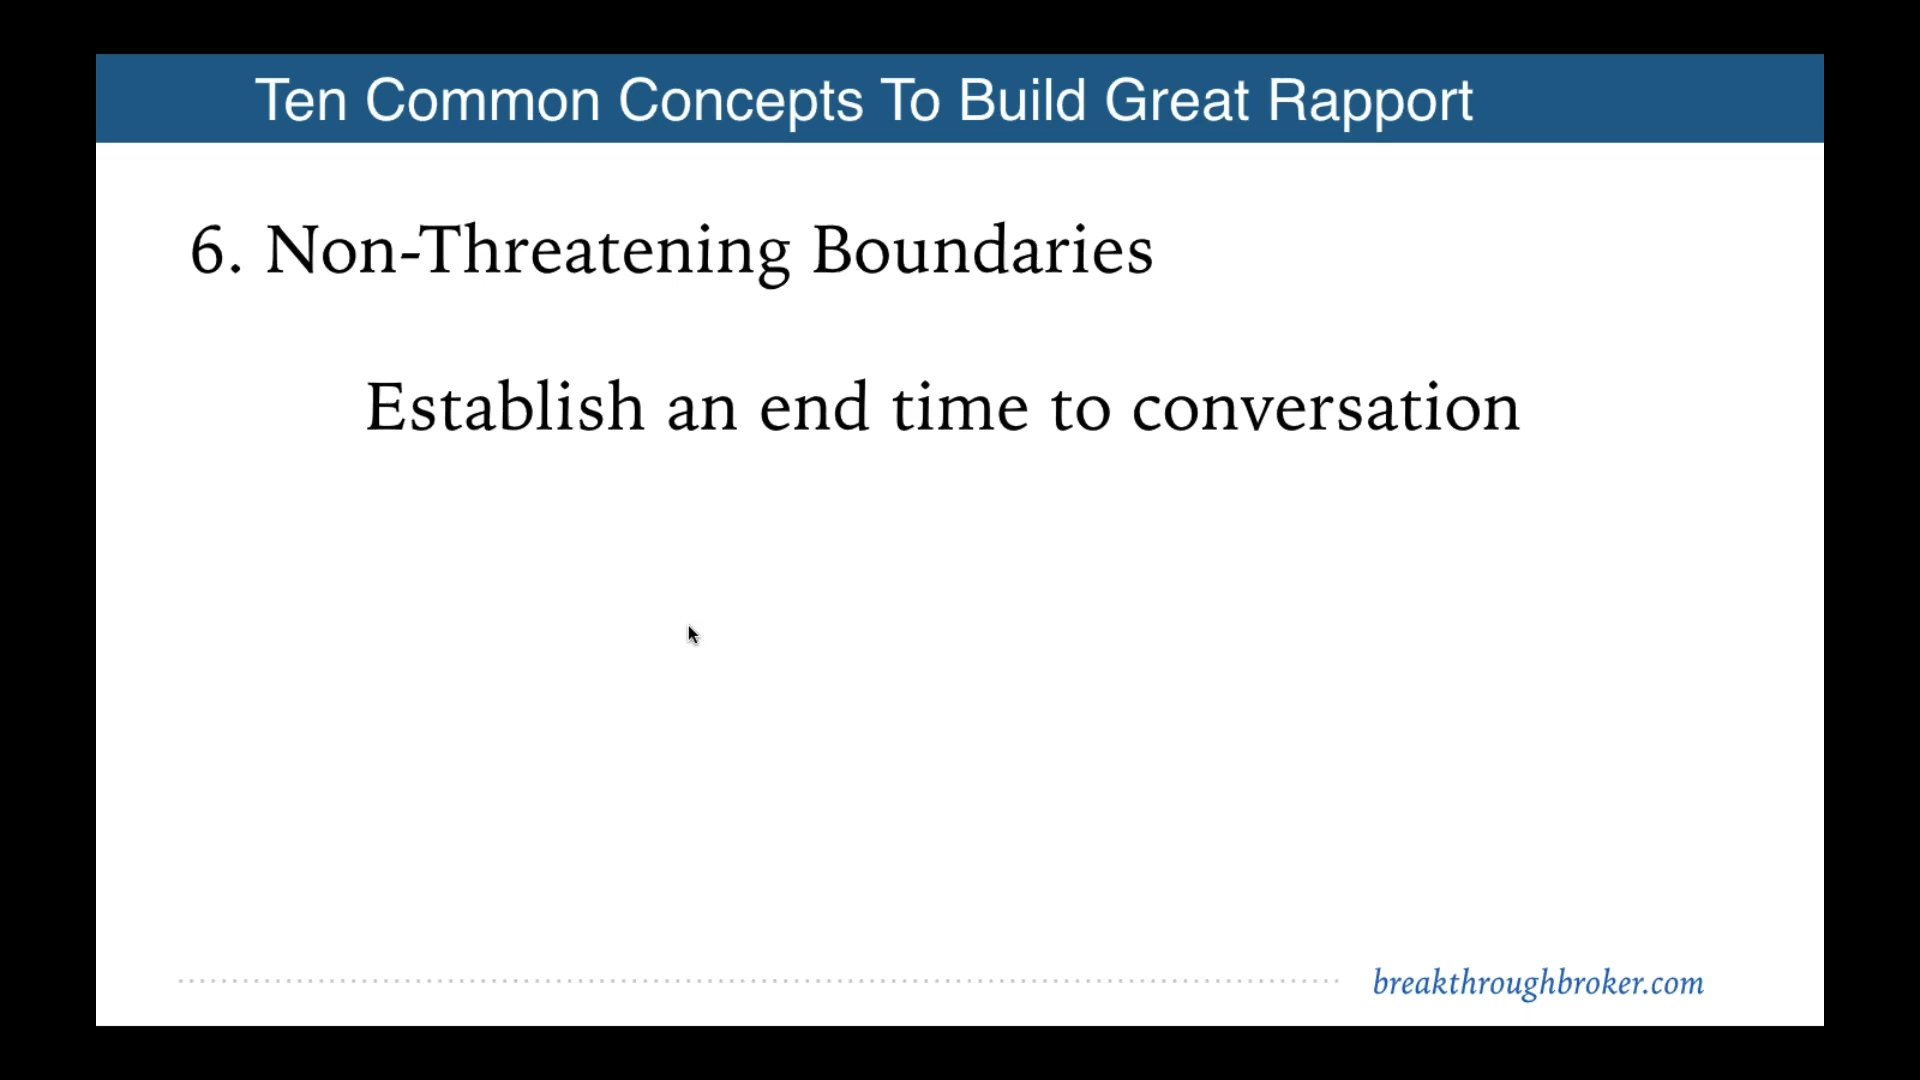 Ten Common Concepts To Build Great Rapport
6. Non-Threatening Boundaries
Establish an end time to conversation
breakthroughbroker.com